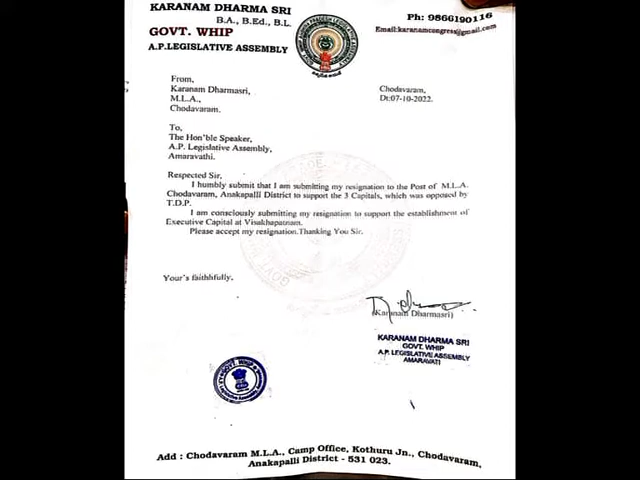 KARANAM DHARMA SRI
B.A., B.Ed., B.L.
GOVT. WHIP
A.P.LEGISLATIVE ASSEMBLY
Ph: 9866190116
Email:karanamcongress@gmail.com
From,
Karanam Dharmasri,
M.L.A.,
Chodavaram.
Chodavaram,
Dt:07-10-2022.
To,
The Hon'ble Speaker,
A.P. Legislative Assembly,
Amaravathi.
Respected Sir,
I humbly submit that I am submitting my resignation to the Post of M.L.A.
Chodavaram, Anakapalli District to support the 3 Capitals, which was opposed by
T.D.P.
I am consciously submitting my resignation to support the establishment of
Executive Capital at Visakhapatnam.
Please accept my resignation.Thanking You Sir.
Your's faithhfully,
(Karanam Dharmasri)
KARANAM DHARMA SRI
GOVT. WHIP
A.P. LEGISLATIVE ASSEMBLY
AMARAVATI
Add : Chodavaram M.L.A., Camp Office, Kothuru Jn., Chodavaram,
Anakapalli District - 531 023.